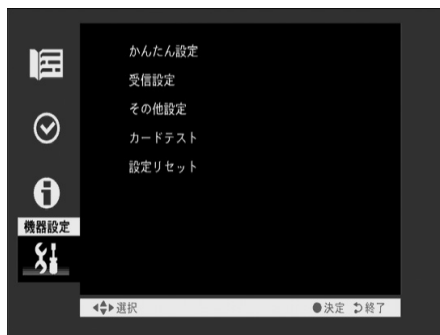 かんたん設定
受信設定
その他設定
カードテスト
設定リセット
機器設定
選択 ●決定 終了